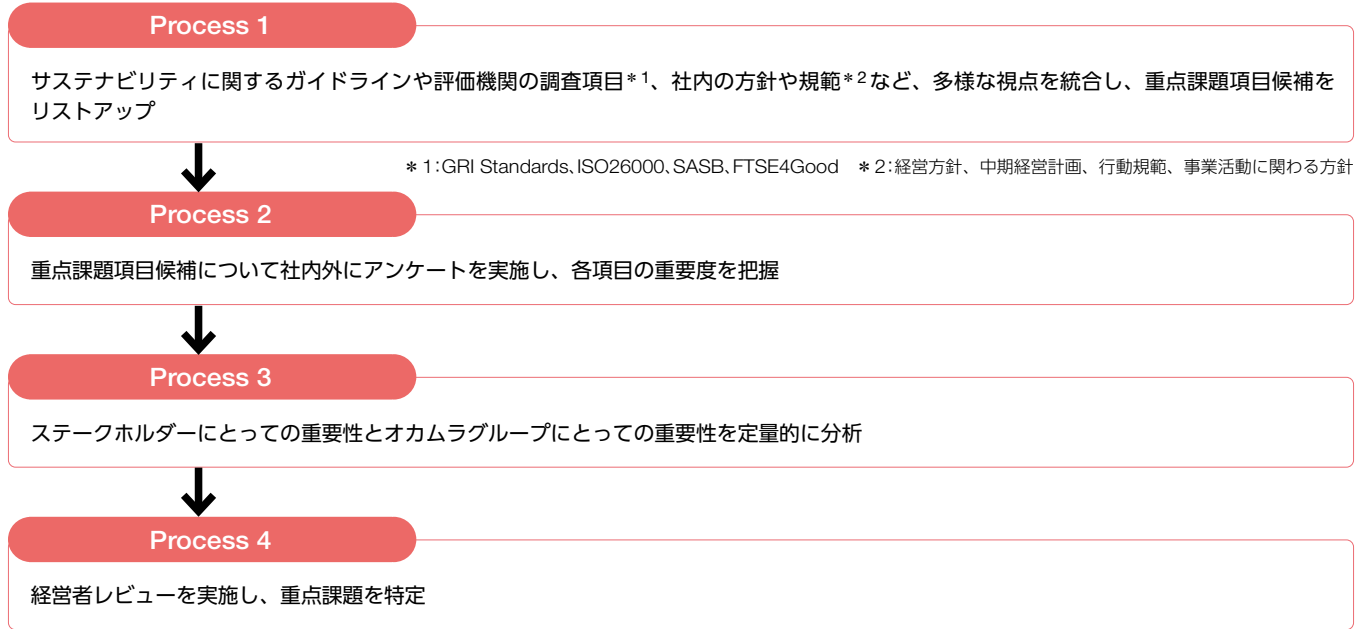 Process 1
サステナビリティに関するガイドラインや評価機関の調査項目＊1、社内の方針や規範＊2など、多様な視点を統合し、重点課題項目候補を
リストアップ
＊1：GRI Standards、ISO26000、SASB、FTSE4Good　＊2：経営方針、中期経営計画、行動規範、事業活動に関わる方針
Process 2
重点課題項目候補について社内外にアンケートを実施し、各項目の重要度を把握
Process 3
ステークホルダーにとっての重要性とオカムラグループにとっての重要性を定量的に分析
Process 4
経営者レビューを実施し、重点課題を特定